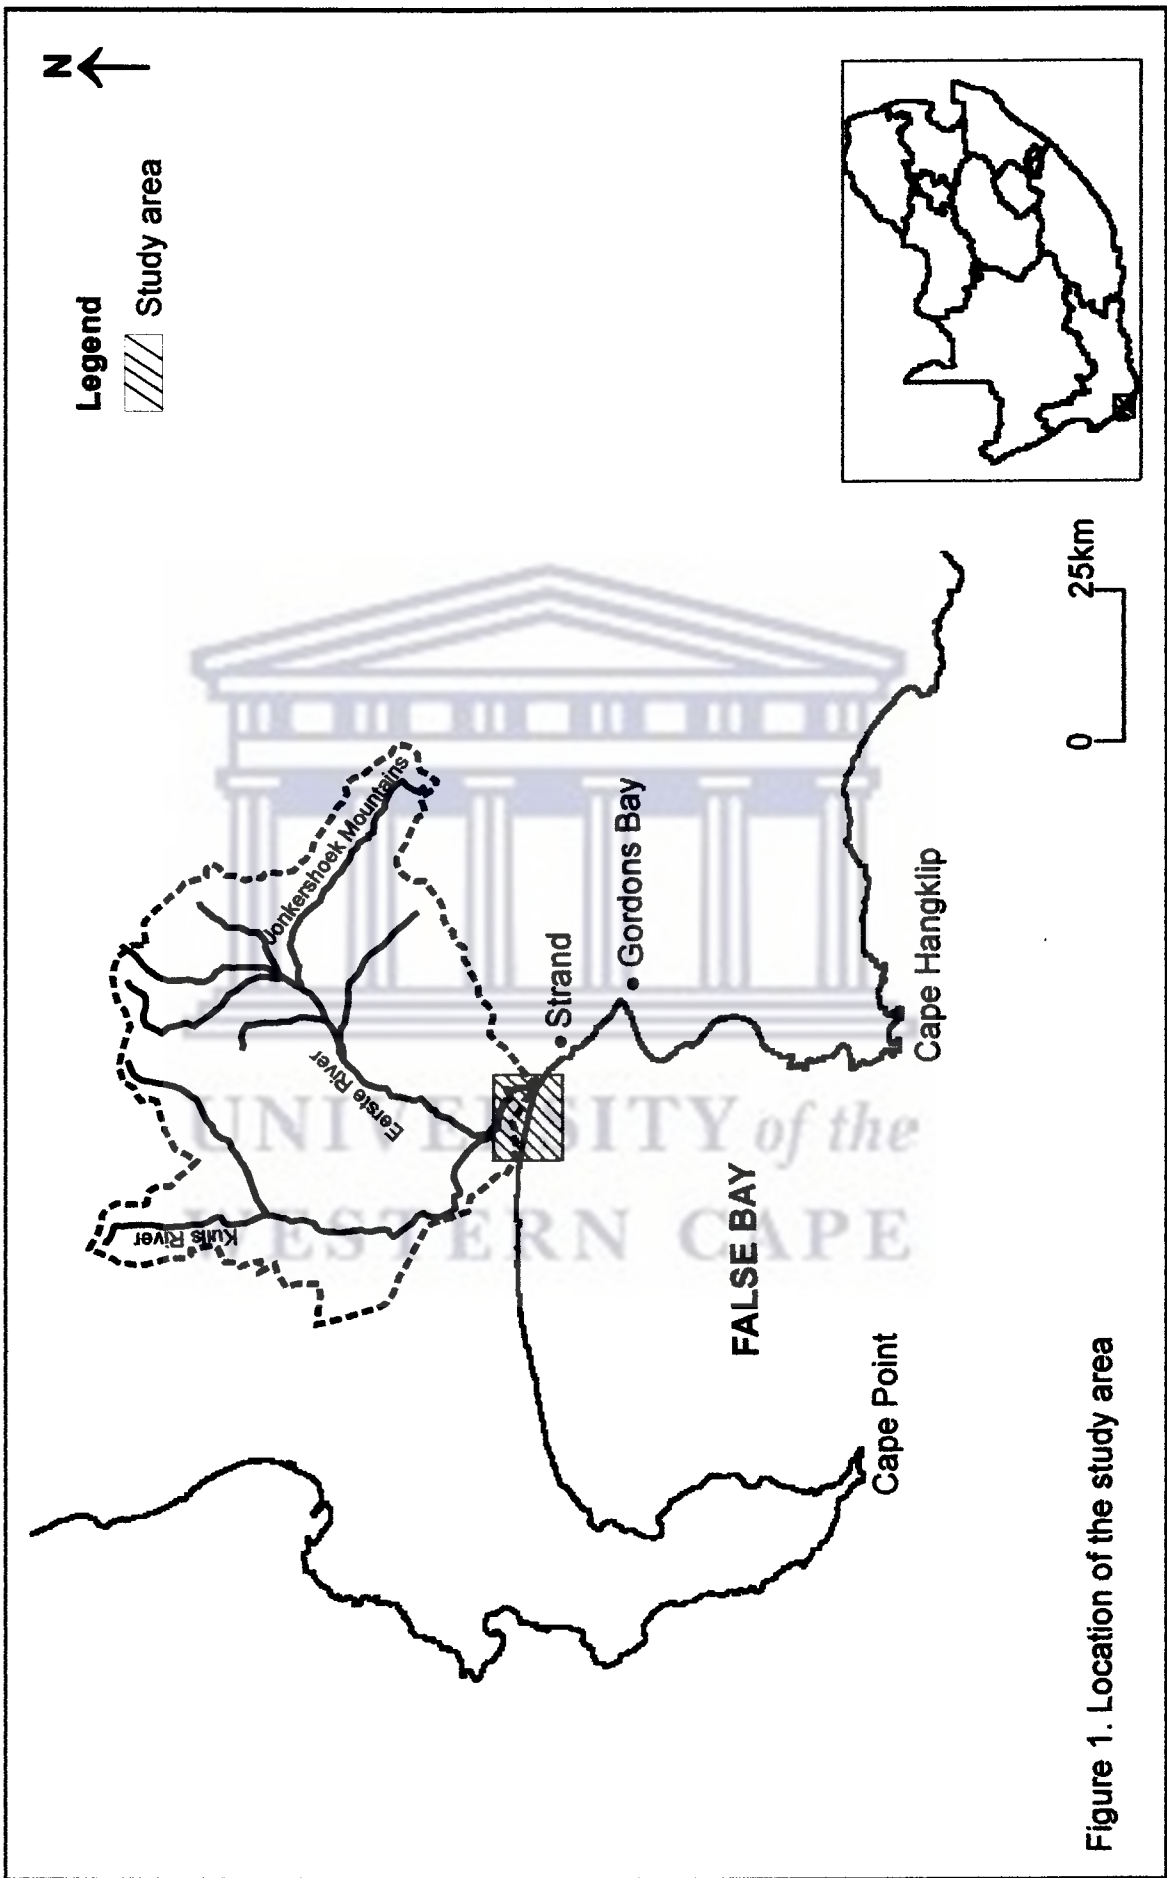 N
Legend
Study area
Kuils River
Eerste River
Jonkershoek Mountains
Strand
Gordons Bay
FALSE BAY
Cape Point
Cape Hangklip
0 25km
Figure 1. Location of the study area
UNIVERSITY of the
WESTERN CAPE